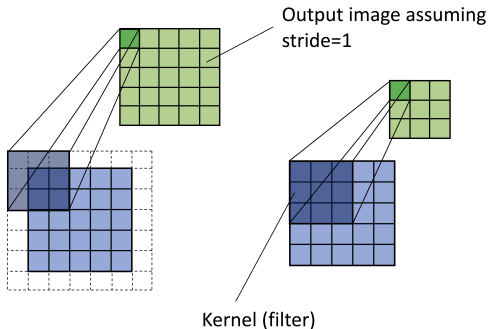 Output image assuming
stride=1
Kernel (filter)